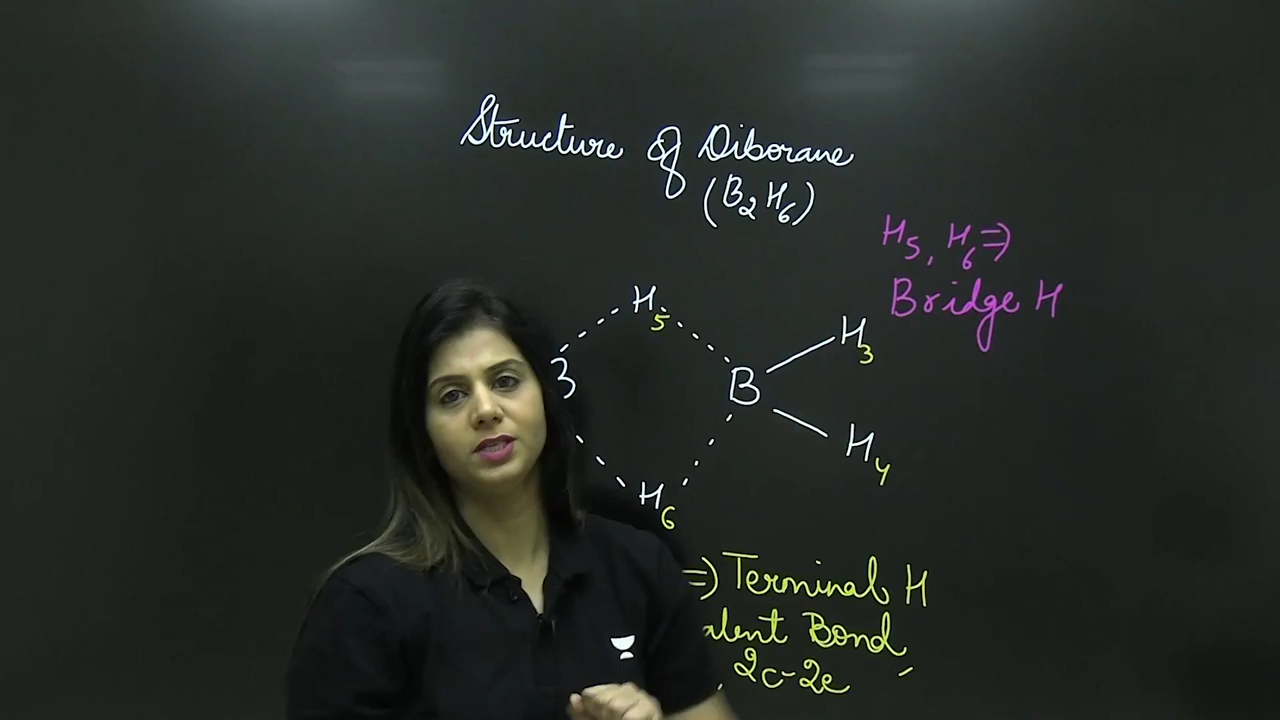 Structure of Diborane
(B2H6)
H5, H6 ⇒
Bridge H
H5
H3
B
H4
H6
⇒ Terminal H
Bond
2c-2e